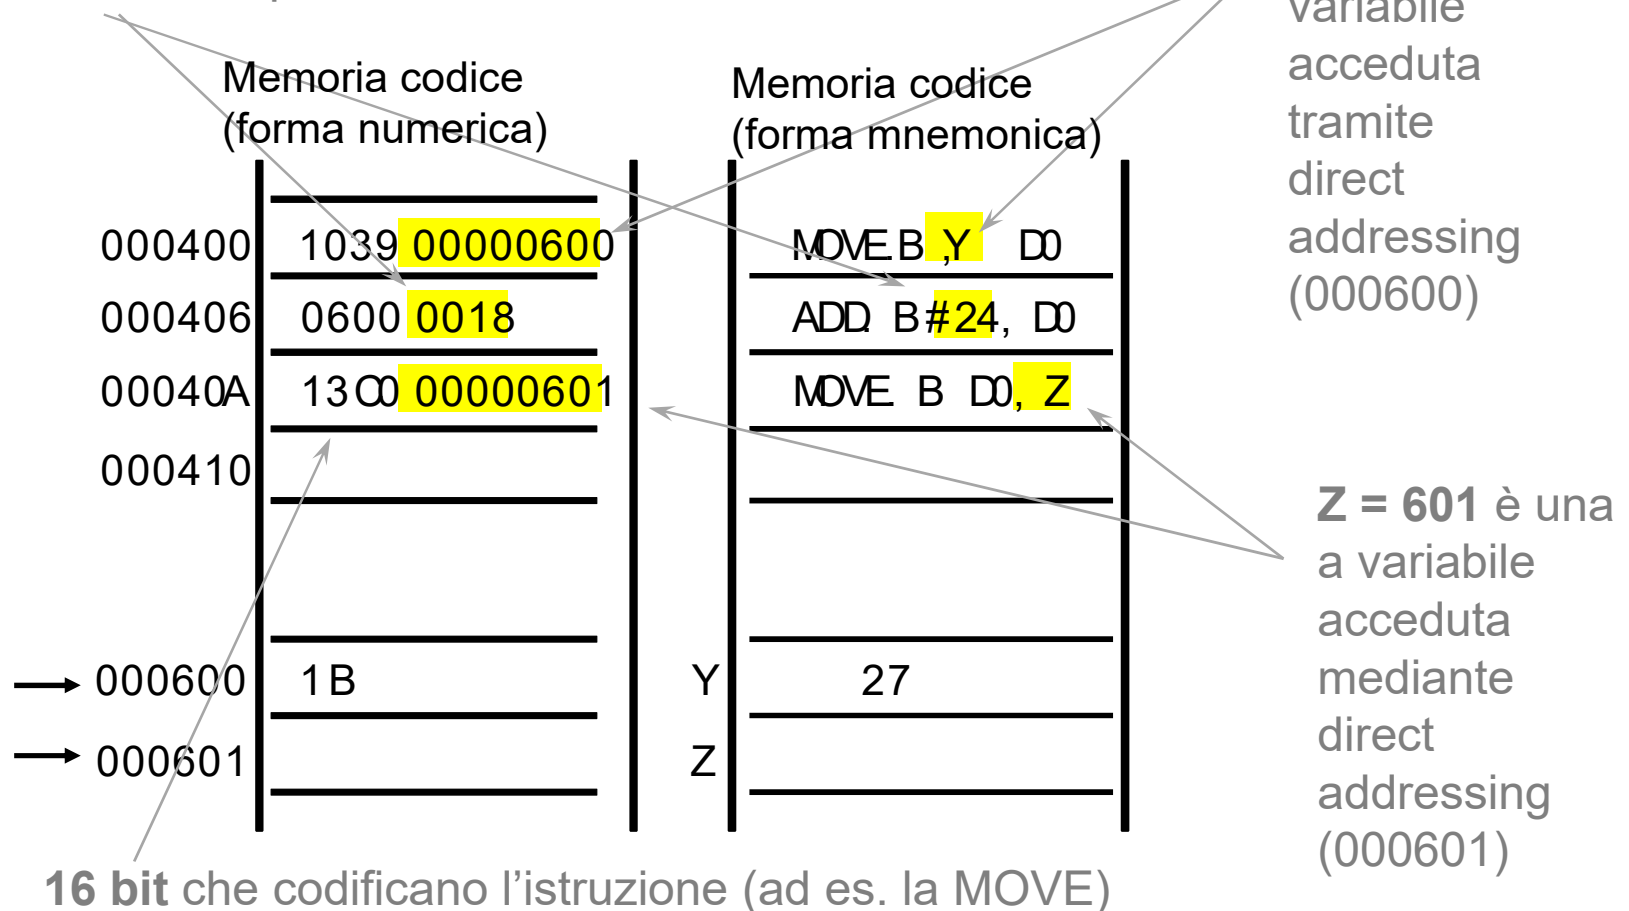 variabile
acceduta
tramite
direct
addressing
(000600)
Memoria codice
(forma numerica)
Memoria codice
(forma mnemonica)
000400 1039 00000600 MOVE.B ,Y D0
000406 0600 0018 ADD. B #24, D0
00040A 13C0 00000601 MOVE. B D0, Z
000410
Z = 601 è una
a variabile
acceduta
mediante
direct
addressing
(000601)
000600 1B Y 27
000601 Z
16 bit che codificano l’istruzione (ad es. la MOVE)